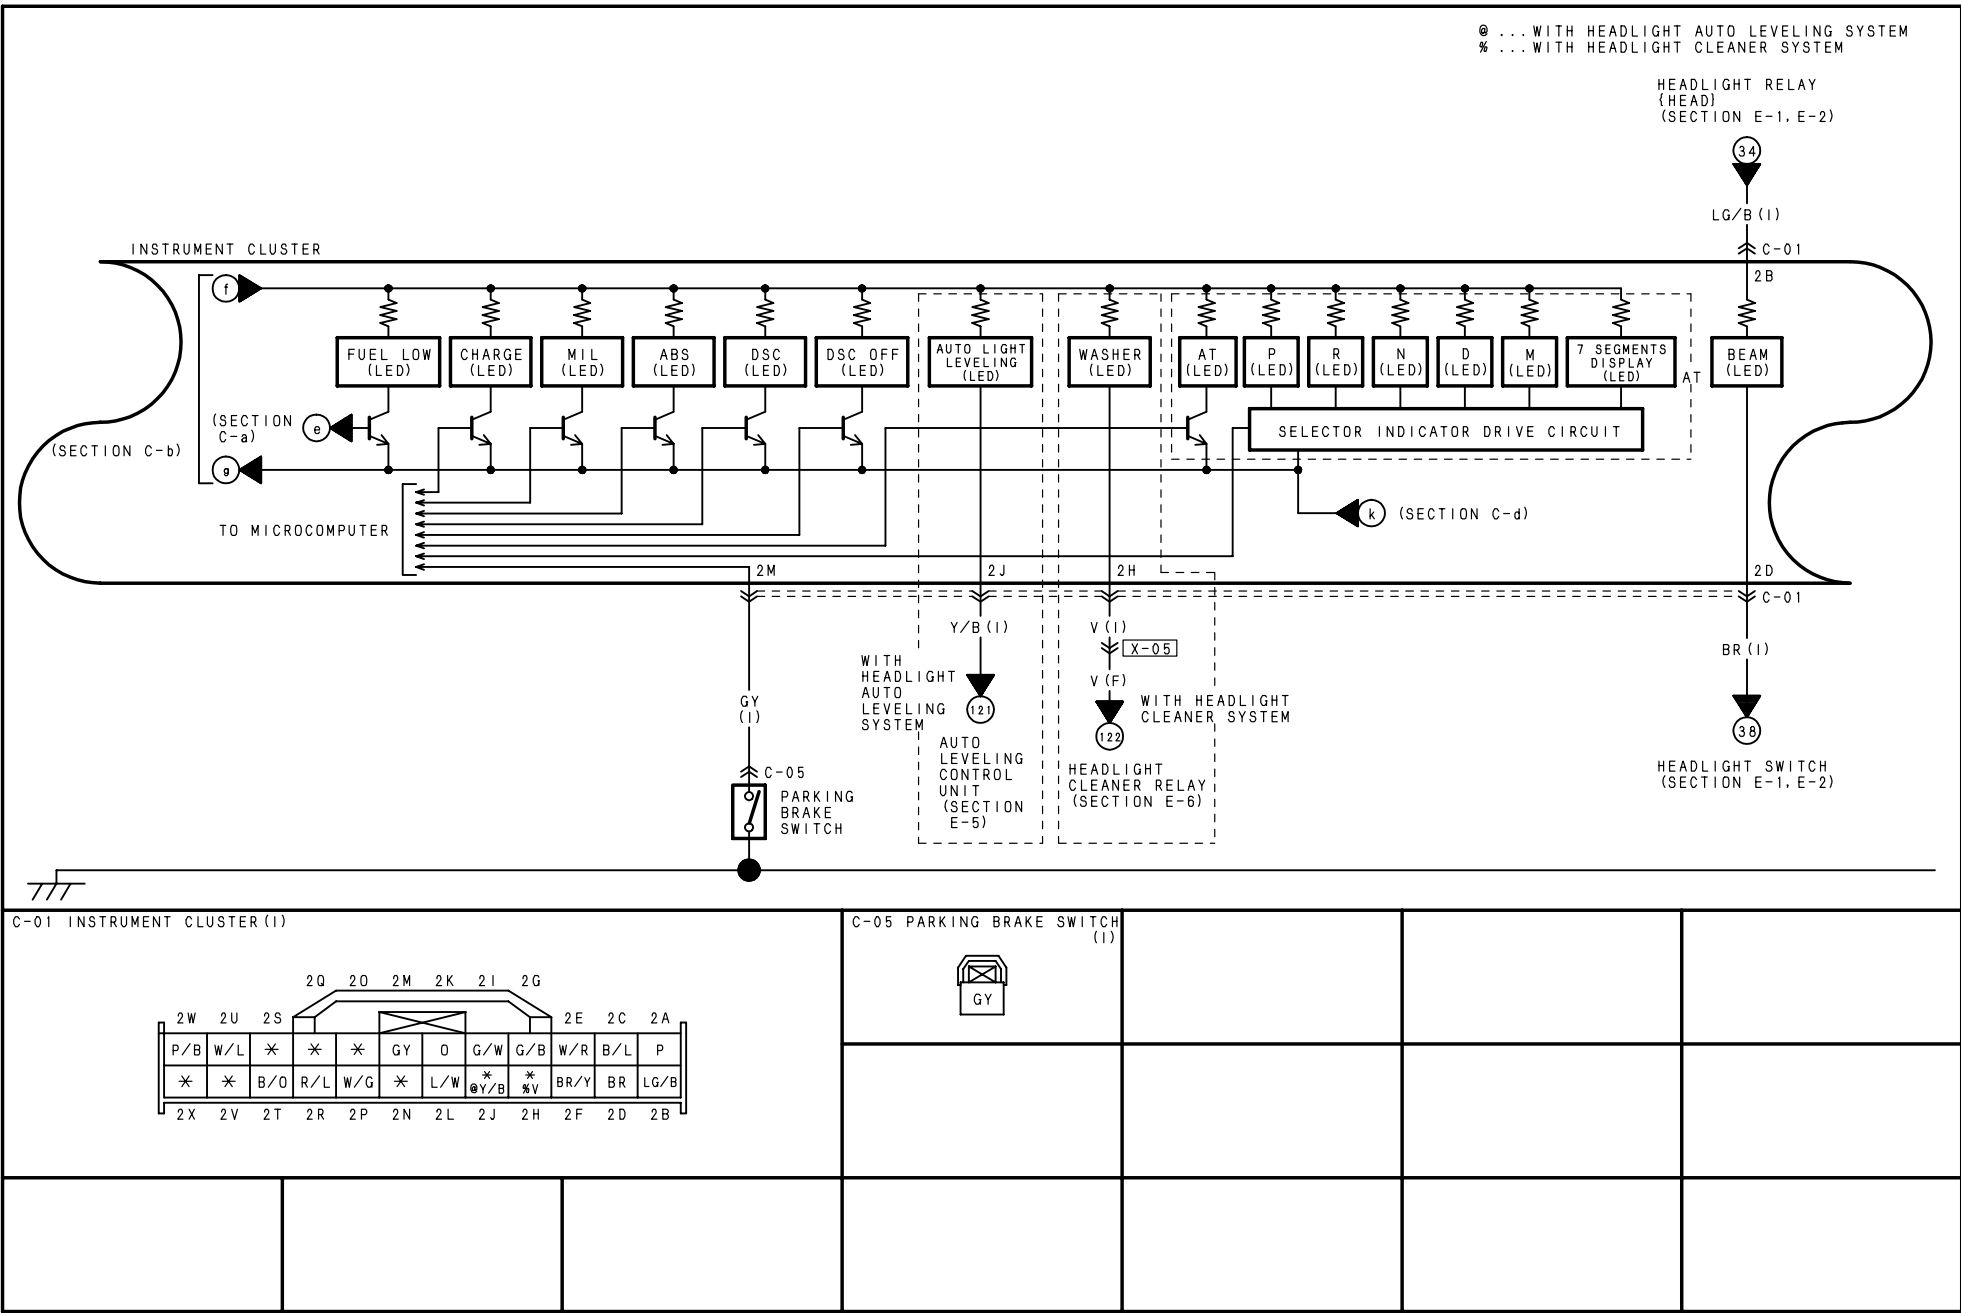 @ ...WITH HEADLIGHT AUTO LEVELING SYSTEM
% ...WITH HEADLIGHT CLEANER SYSTEM
HEADLIGHT RELAY
{HEAD}
(SECTION E-1, E-2)
34
LG/B (I)
C-01
INSTRUMENT CLUSTER
2B
f
FUEL LOW
(LED)
CHARGE
(LED)
MIL
(LED)
ABS
(LED)
DSC
(LED)
DSC OFF
(LED)
AUTO LIGHT
LEVELING
(LED)
WASHER
(LED)
AT
(LED)
P
(LED)
R
(LED)
N
(LED)
D
(LED)
M
(LED)
7 SEGMENTS
DISPLAY
(LED)
AT
BEAM
(LED)
(SECTION
C-a)
e
(SECTION C-b)
g
SELECTOR INDICATOR DRIVE CIRCUIT
k
(SECTION C-d)
TO MICROCOMPUTER
2M
2J
2H
2D
C-01
Y/B (I)
V (I)
X-05
V (F)
BR (I)
WITH
HEADLIGHT
AUTO
LEVELING
SYSTEM
121
WITH HEADLIGHT
CLEANER SYSTEM
122
GY
(I)
38
AUTO
LEVELING
CONTROL
UNIT
(SECTION
E-5)
HEADLIGHT
CLEANER RELAY
(SECTION E-6)
HEADLIGHT SWITCH
(SECTION E-1, E-2)
C-05
PARKING
BRAKE
SWITCH
C-01 INSTRUMENT CLUSTER (I)
2Q 2O 2M 2K 2I 2G
2W 2U 2S 2E 2C 2A
P/B W/L * * * GY O G/W G/B W/R B/L P
* * B/O R/L W/G * L/W * @Y/B * %V BR/Y BR LG/B
2X 2V 2T 2R 2P 2N 2L 2J 2H 2F 2D 2B
C-05 PARKING BRAKE SWITCH
(I)
GY